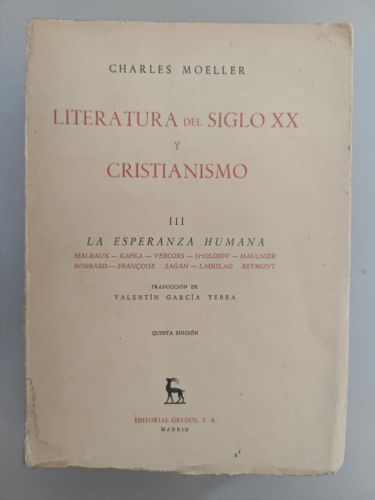 CHARLES MOELLER
LITERATURA DEL SIGLO XX
Y
CRISTIANISMO
III
LA ESPERANZA HUMANA
MALRAUX — KAFKA — VERCORS — SHOLOJOV — MAULNIER
BOMBARD — FRANÇOISE SAGAN — LADISLAO REYMONT
TRADUCCIÓN DE
VALENTÍN GARCÍA YEBRA
QUINTA EDICIÓN
EDITORIAL GREDOS, S. A.
MADRID